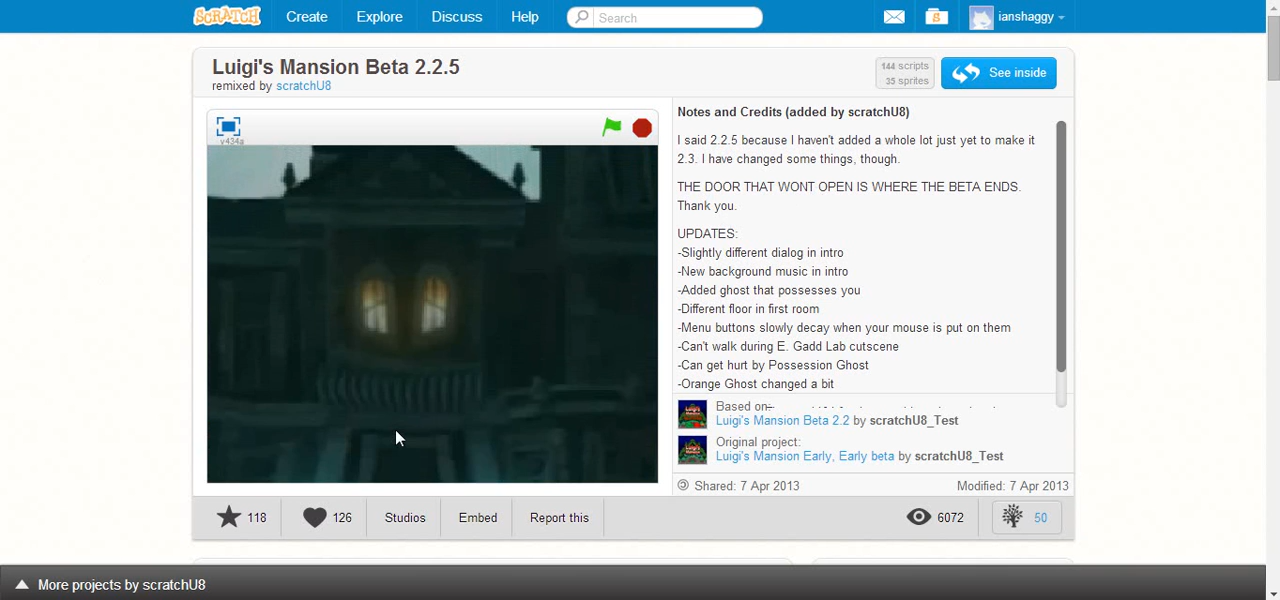 SCRATCH Create Explore Discuss Help Search ianshaggy
Luigi's Mansion Beta 2.2.5
remixed by scratchU8
144 scripts
35 sprites
See inside
v434a
Notes and Credits (added by scratchU8)
I said 2.2.5 because I haven't added a whole lot just yet to make it
2.3. I have changed some things, though.
THE DOOR THAT WONT OPEN IS WHERE THE BETA ENDS.
Thank you.
UPDATES:
-Slightly different dialog in intro
-New background music in intro
-Added ghost that possesses you
-Different floor in first room
-Menu buttons slowly decay when your mouse is put on them
-Can't walk during E. Gadd Lab cutscene
-Can get hurt by Possession Ghost
-Orange Ghost changed a bit
Based on:
Luigi's Mansion Beta 2.2 by scratchU8_Test
Original project:
Luigi's Mansion Early, Early beta by scratchU8_Test
Shared: 7 Apr 2013 Modified: 7 Apr 2013
118 126 Studios Embed Report this 6072 50
More projects by scratchU8